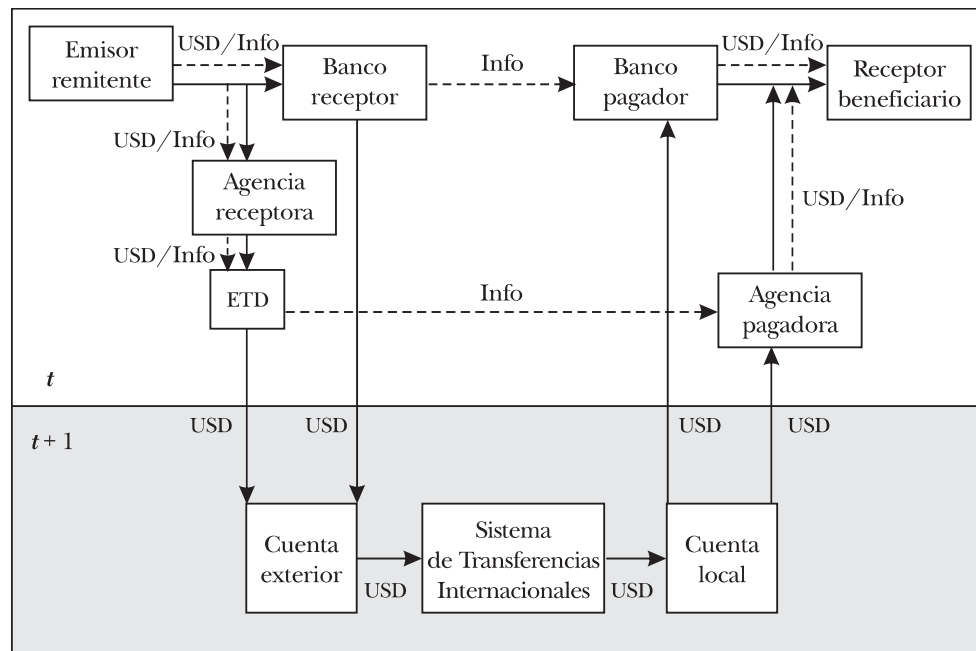 Emisor
remitente
USD/Info
Banco
receptor
Info
Banco
pagador
USD/Info
Receptor
beneficiario
USD/Info
Agencia
receptora
USD/Info
USD/Info
ETD
Info
Agencia
pagadora
t
USD
USD
USD
USD
t + 1
Cuenta
exterior
USD
Sistema
de Transferencias
Internacionales
USD
Cuenta
local